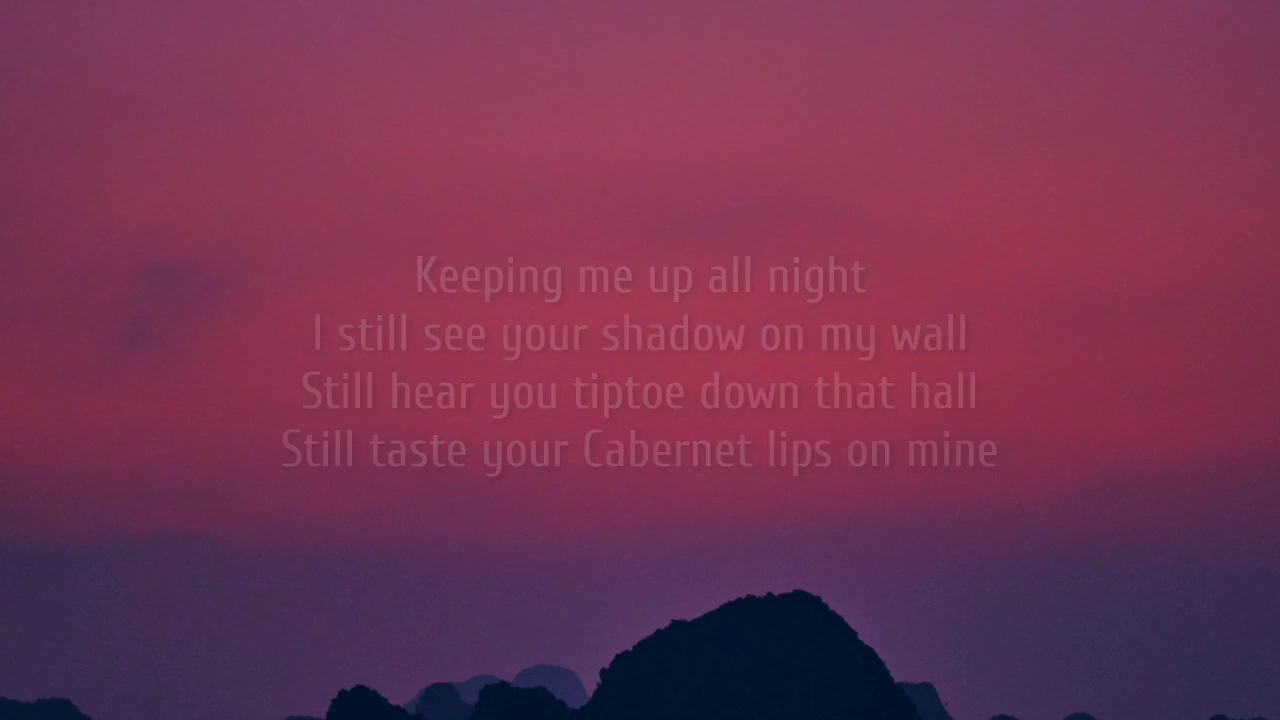 Keeping me up all night
I still see your shadow on my wall
Still hear you tiptoe down that hall
Still taste your Cabernet lips on mine